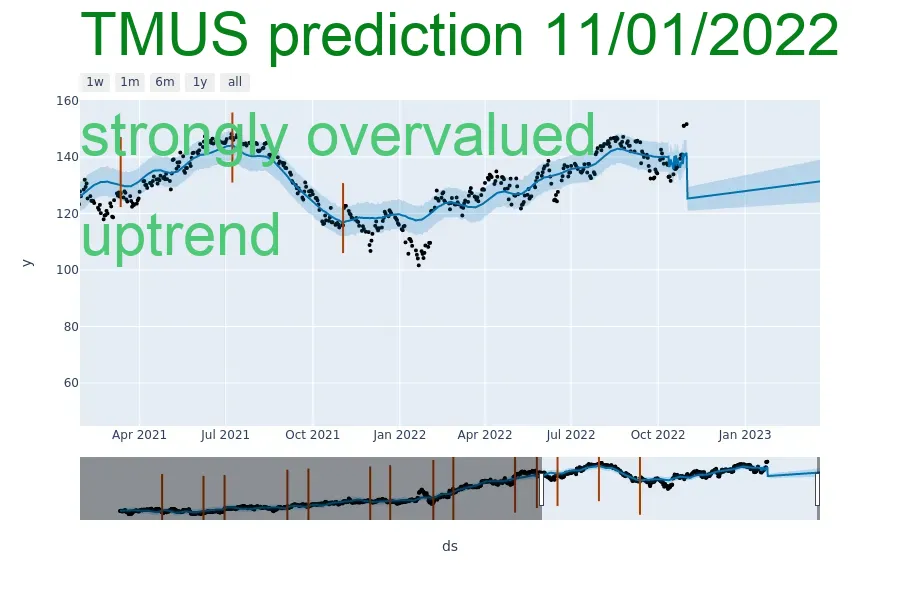 TMUS prediction 11/01/2022
1w 1m 6m 1y all
strongly overvalued
uptrend
160
140
120
100
80
60
y
Apr 2021 Jul 2021 Oct 2021 Jan 2022 Apr 2022 Jul 2022 Oct 2022 Jan 2023
ds